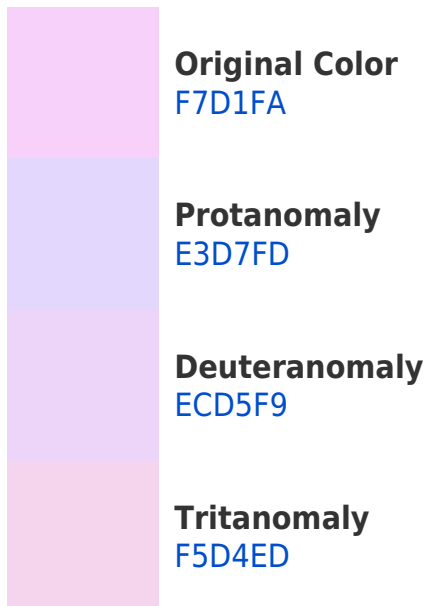 Original Color
F7D1FA
Protanomaly
E3D7FD
Deuteranomaly
ECD5F9
Tritanomaly
F5D4ED